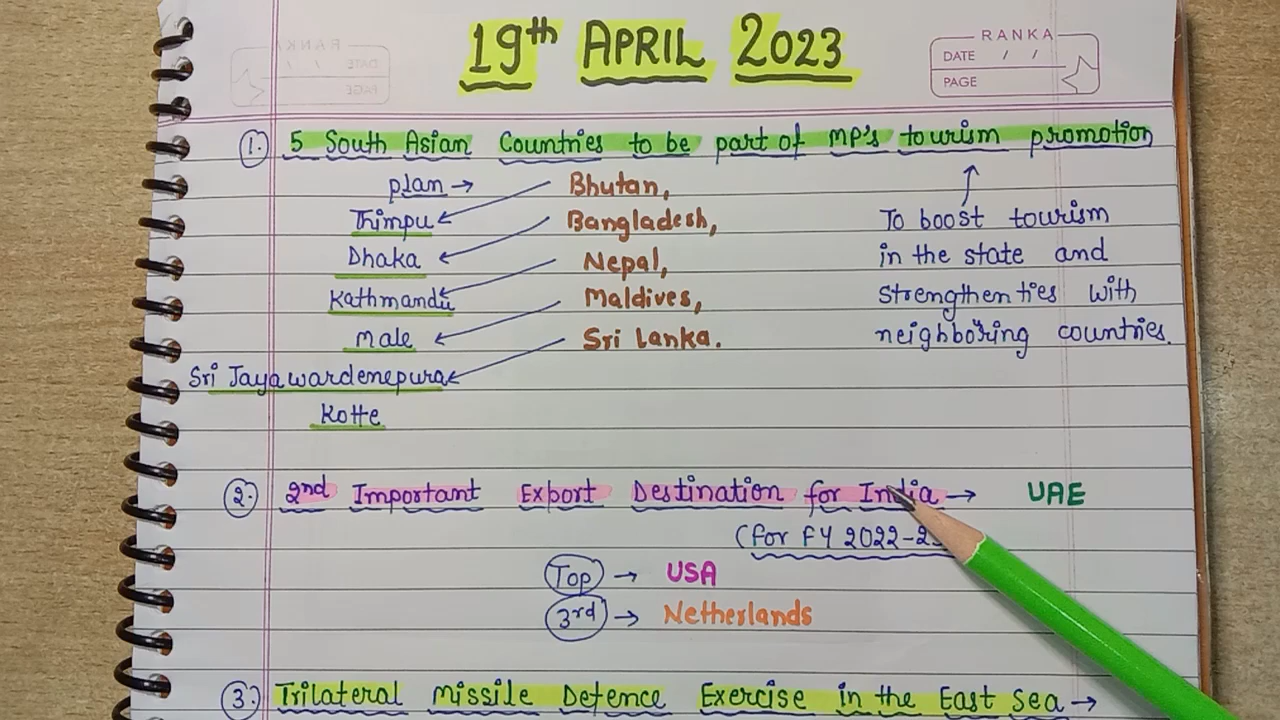 19th APRIL 2023
RANKA
DATE / /
PAGE
1. 5 South Asian Countries to be part of MP's tourism promotion
plan → Bhutan,
Thimpu Bangladesh, To boost tourism
Dhaka Nepal, in the state and
Kathmandu Maldives, strengthen ties with
Male Sri Lanka. neighboring countries.
Sri Jayawardenepura
Kotte
2. 2nd Important Export Destination for India → UAE
(for FY 2022-2
Top → USA
3rd → Netherlands
3. Trilateral missile Defence Exercise in the East Sea →